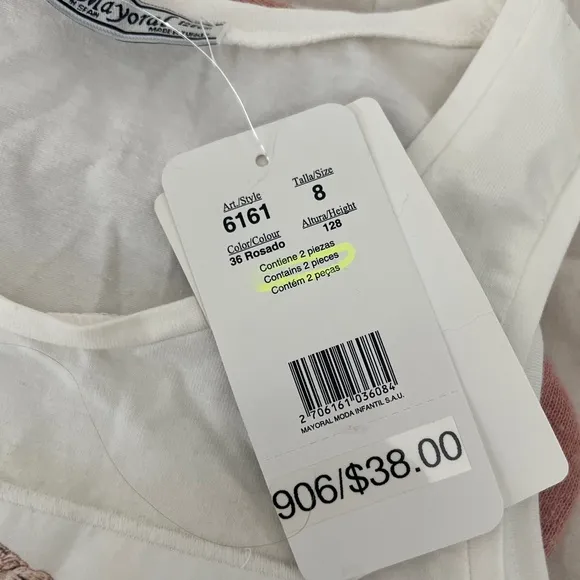 Mayoral
Art./Style
6161
Talla/Size
8
Color/Colour
36 Rosado
Altura/Height
128
Contiene 2 piezas
Contains 2 pieces
Contém 2 peças
2 706161 036084
MAYORAL MODA INFANTIL S.A.U.
906/$38.00